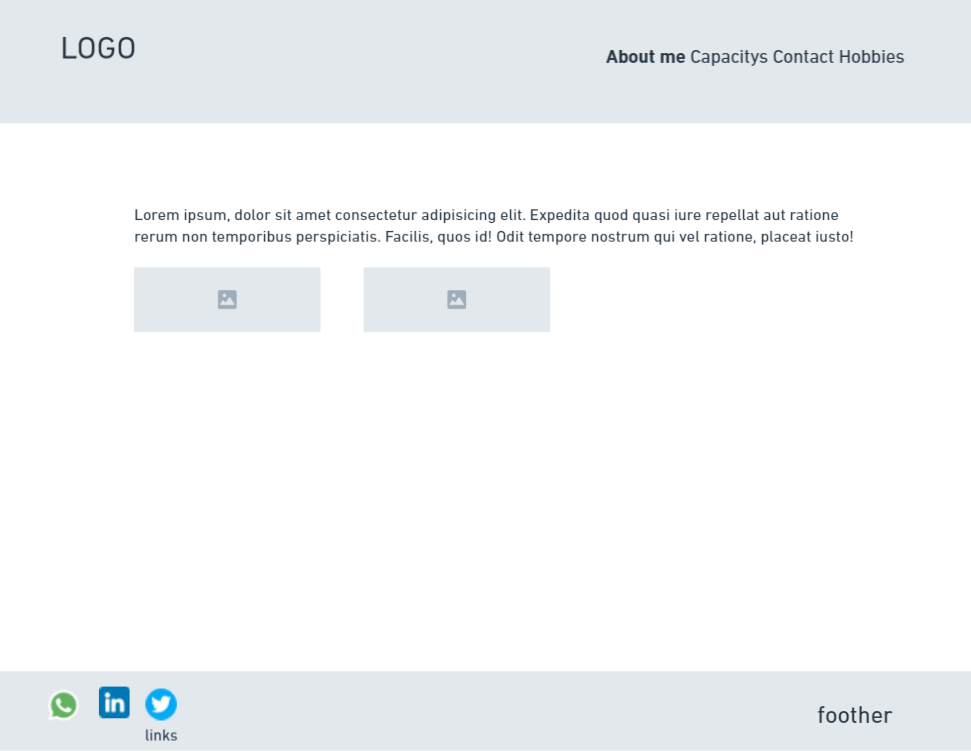 LOGO
About me Capacitys Contact Hobbies
Lorem ipsum, dolor sit amet consectetur adipisicing elit. Expedita quod quasi iure repellat aut ratione
rerum non temporibus perspiciatis. Facilis, quos id! Odit tempore nostrum qui vel ratione, placeat iusto!
in
links
foother